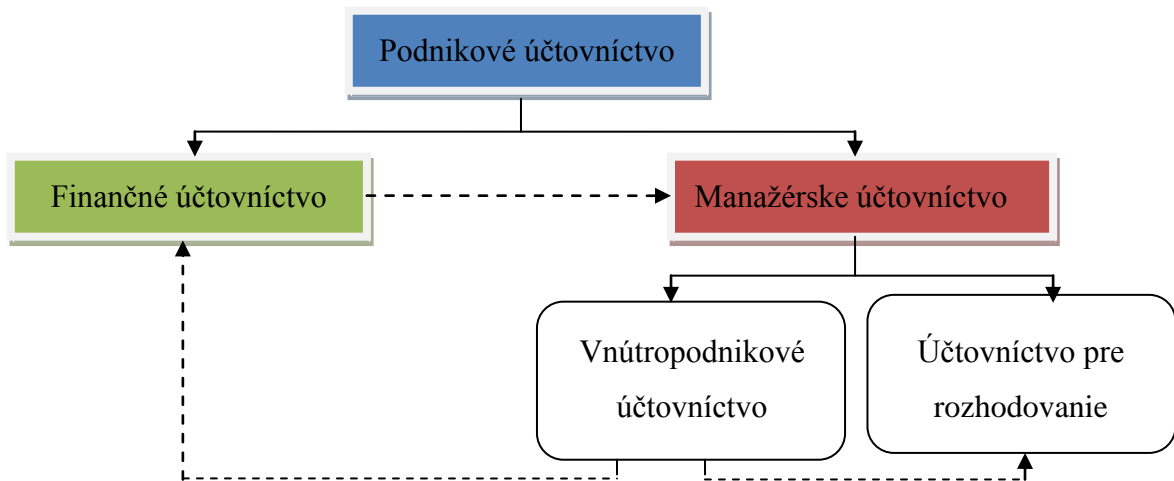 Podnikové účtovníctvo
Finančné účtovníctvo
Manažérske účtovníctvo
Vnútropodnikové
účtovníctvo
Účtovníctvo pre
rozhodovanie